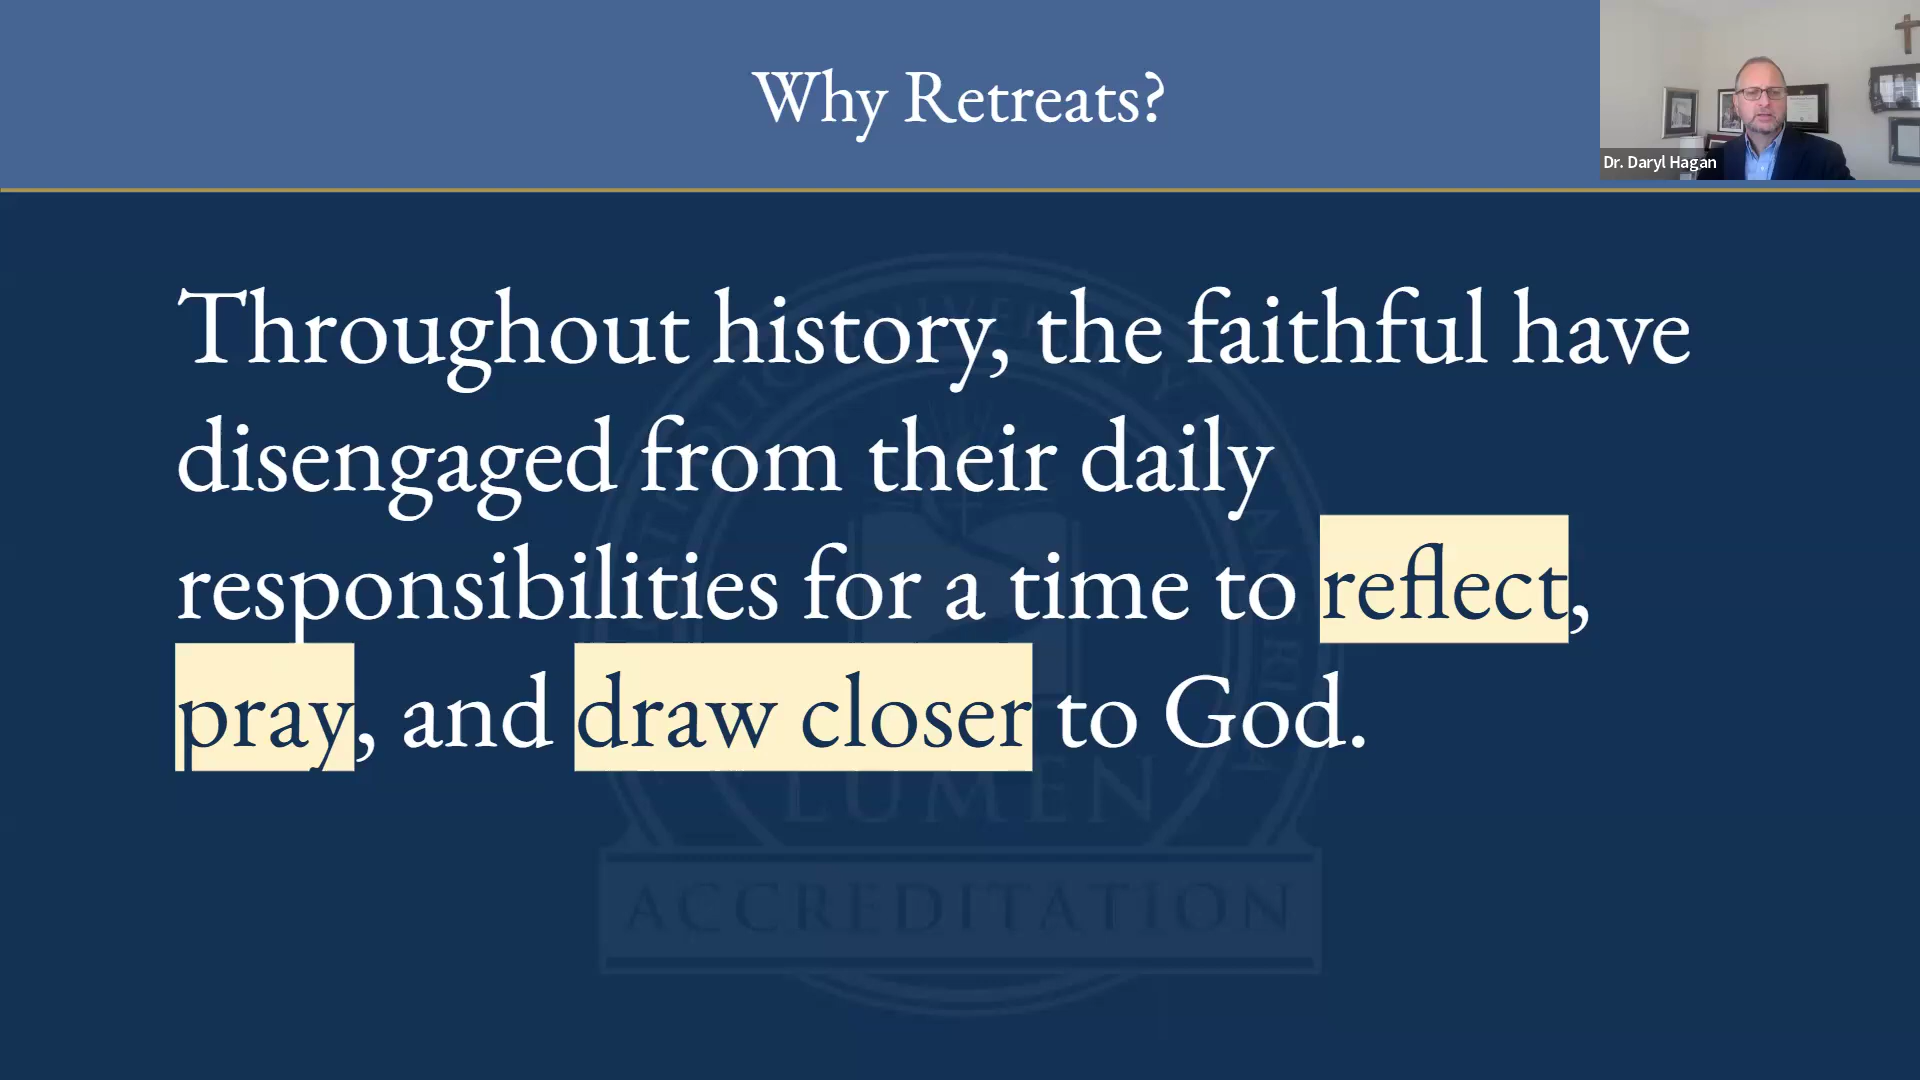 Why Retreats?
Dr. Daryl Hagan
Throughout history, the faithful have
disengaged from their daily
responsibilities for a time to reflect,
pray, and draw closer to God.
LUMEN
ACCREDITATION